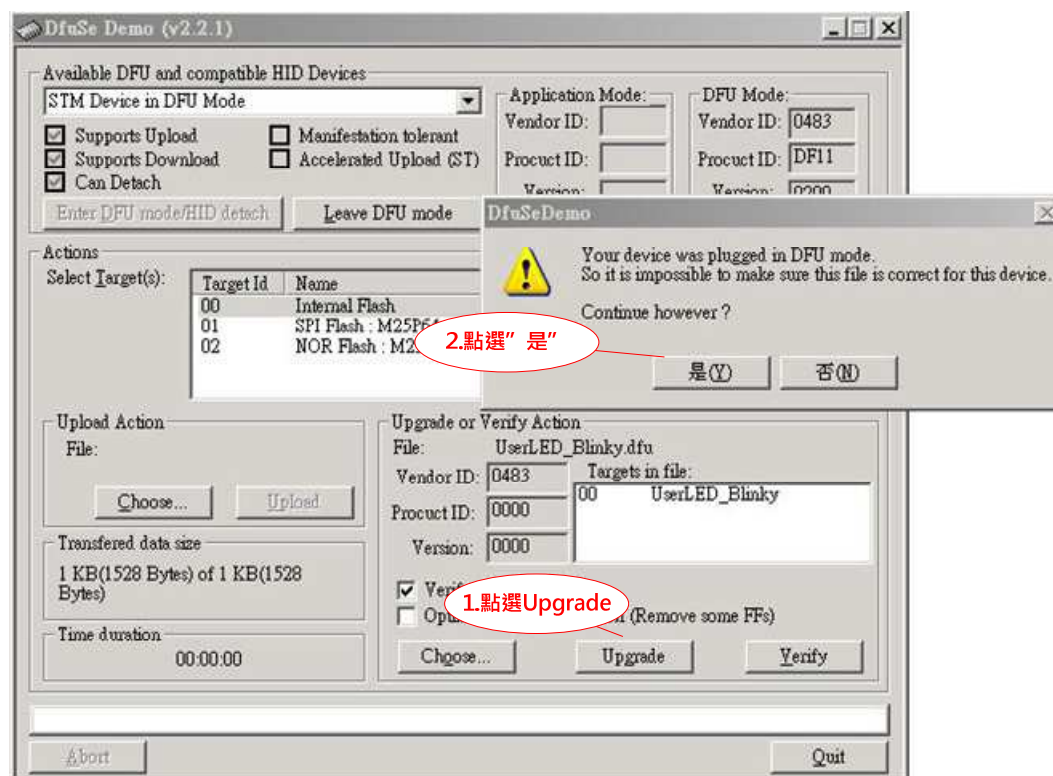 DfuSe Demo (v2.2.1)
Available DFU and compatible HID Devices
STM Device in DFU Mode
Supports Upload
Manifestation tolerant
Supports Download
Accelerated Upload (ST)
Can Detach
Enter DFU mode/HID detach
Leave DFU mode
Application Mode:
Vendor ID:
Procuct ID:
Version:
DFU Mode:
Vendor ID: 0483
Procuct ID: DF11
Version: 0200
DfuSeDemo
Your device was plugged in DFU mode.
So it is impossible to make sure this file is correct for this device.
Continue however ?
是(Y)
否(N)
2.點選”是”
Actions
Select Target(s):
Target Id Name
00 Internal Flash
01 SPI Flash : M25P64
02 NOR Flash : M2
Upload Action
File:
Choose...
Upload
Transfered data size
1 KB(1528 Bytes) of 1 KB(1528
Bytes)
Time duration
00:00:00
Upgrade or Verify Action
File: UserLED_Blinky.dfu
Vendor ID: 0483
Procuct ID: 0000
Version: 0000
Targets in file:
00 UserLED_Blinky
1.點選Upgrade
(Remove some FFs)
Choose...
Upgrade
Verify
Abort
Quit